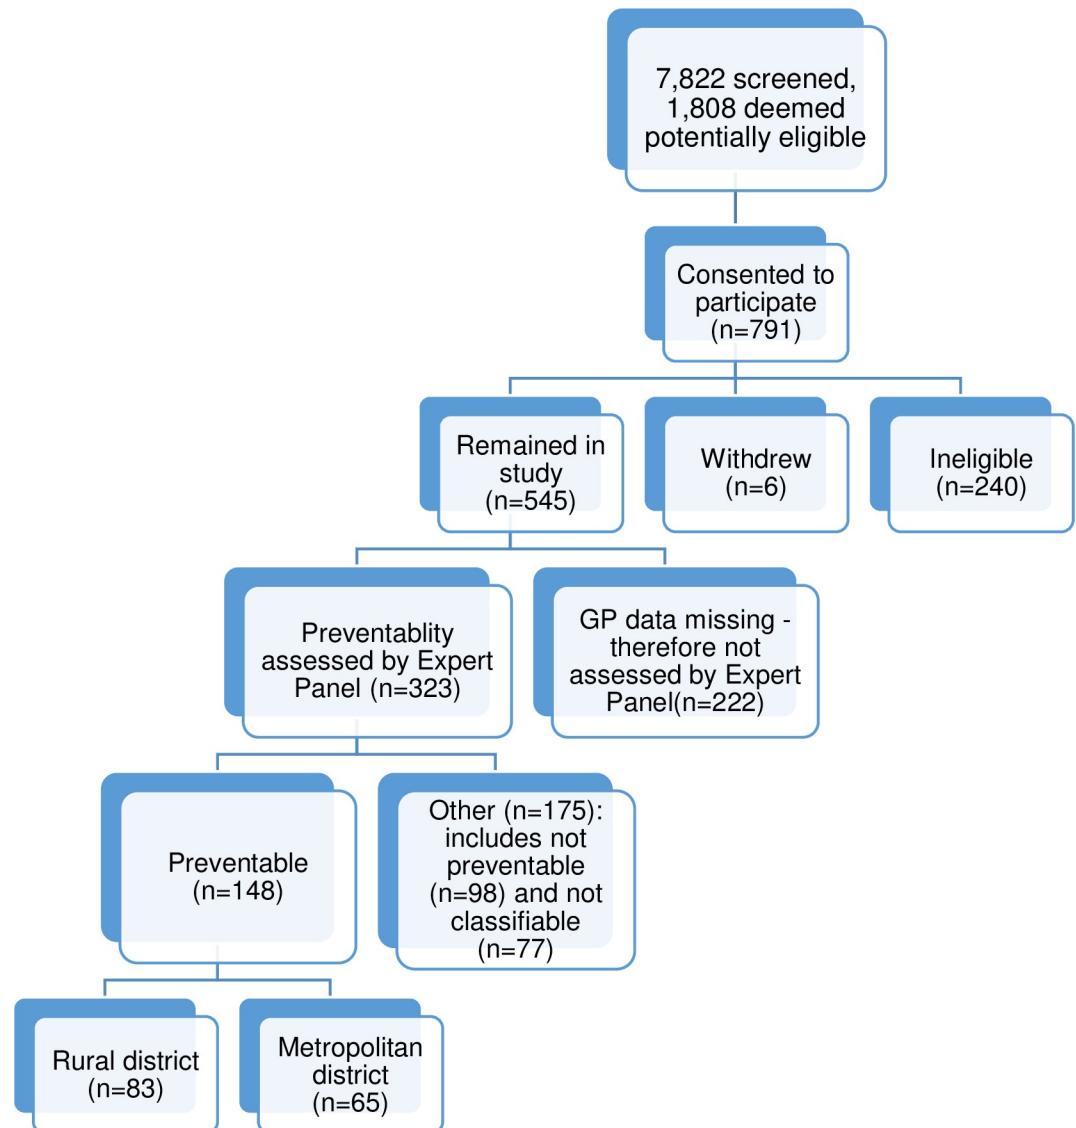 7,822 screened,
1,808 deemed
potentially eligible
Consented to
participate
(n=791)
Remained in
study
(n=545)
Withdrew
(n=6)
Ineligible
(n=240)
Preventablity
assessed by Expert
Panel (n=323)
GP data missing -
therefore not
assessed by Expert
Panel(n=222)
Preventable
(n=148)
Other (n=175):
includes not
preventable
(n=98) and not
classifiable
(n=77)
Rural district
(n=83)
Metropolitan
district
(n=65)